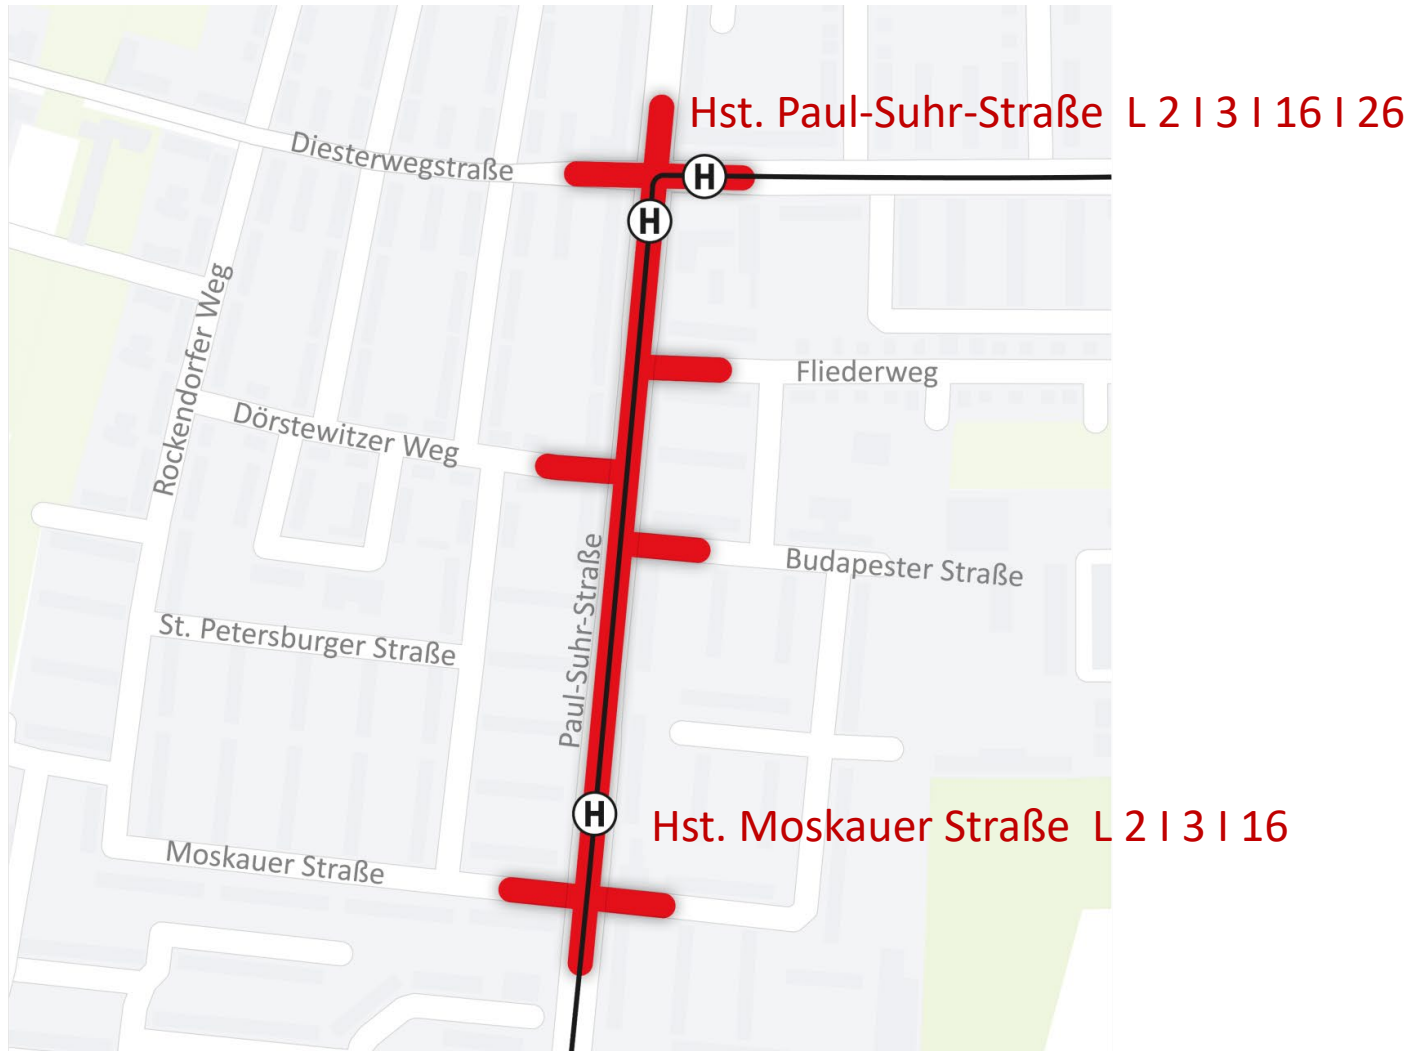 Hst. Paul-Suhr-Straße L 2 I 3 I 16 I 26
Diesterwegstraße
H
H
Rockendorfer Weg
Fliederweg
Dörstewitzer Weg
Paul-Suhr-Straße
Budapester Straße
St. Petersburger Straße
H
Hst. Moskauer Straße L 2 I 3 I 16
Moskauer Straße